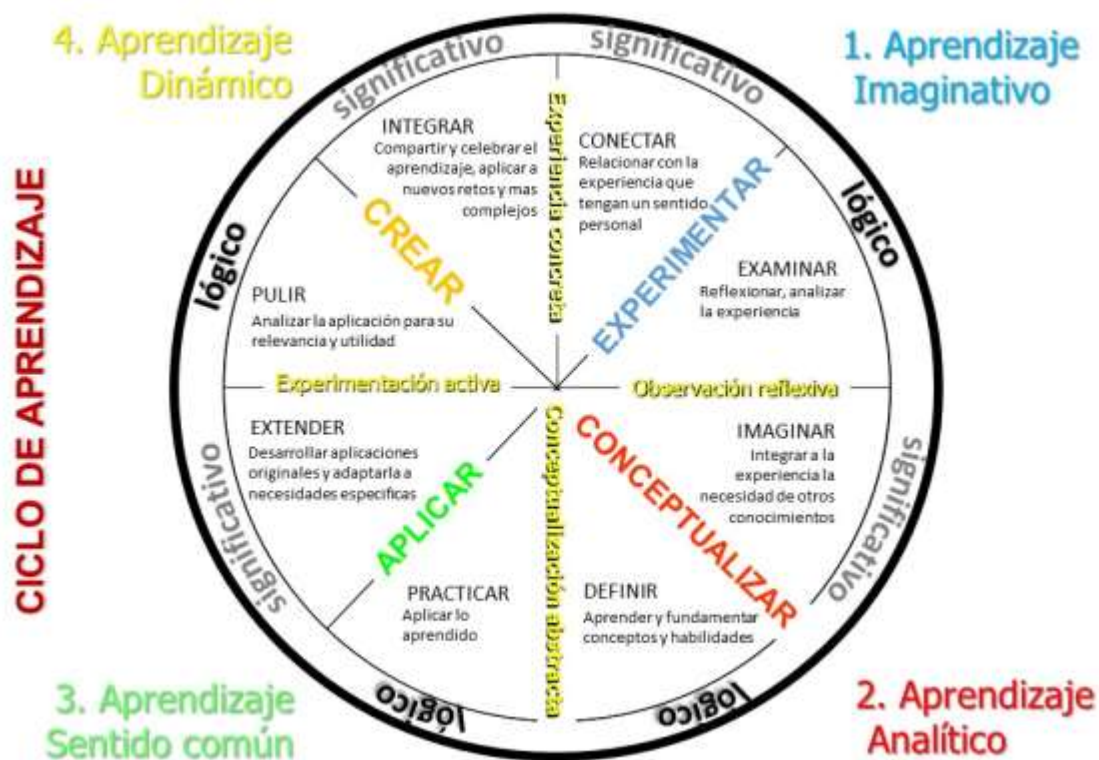 CICLO DE APRENDIZAJE
4. Aprendizaje
Dinámico
1. Aprendizaje
Imaginativo
significativo
significativo
lógico
lógico
INTEGRAR
Compartir y celebrar el
aprendizaje, aplicar a
nuevos retos y mas
complejos
CONECTAR
Relacionar con la
experiencia que
tengan un sentido
personal
Experiencia concreta
CREAR
EXPERIMENTAR
PULIR
Analizar la aplicación para su
relevancia y utilidad
EXAMINAR
Reflexionar, analizar
la experiencia
Experimentación activa
Observación reflexiva
EXTENDER
Desarrollar aplicaciones
originales y adaptarla a
necesidades especificas
IMAGINAR
Integrar a la
experiencia la
necesidad de otros
conocimientos
APLICAR
CONCEPTUALIZAR
Conceptualización abstracta
significativo
significativo
PRACTICAR
Aplicar lo
aprendido
DEFINIR
Aprender y fundamentar
conceptos y habilidades
lógico
lógico
3. Aprendizaje
Sentido común
2. Aprendizaje
Analítico